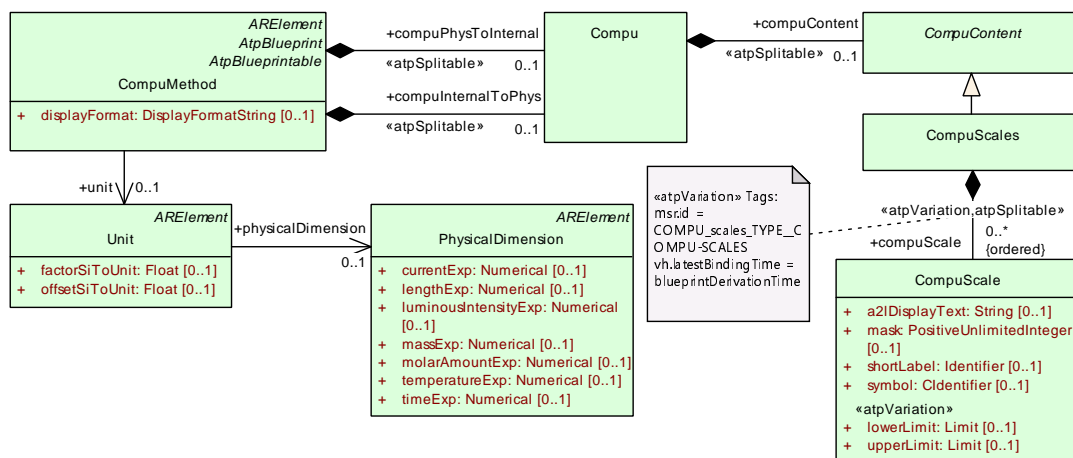 ARElement
AtpBlueprint
AtpBlueprintable
CompuMethod
+ displayFormat: DisplayFormatString [0..1]
+compuPhysToInternal
«atpSplitable» 0..1
+compuInternalToPhys
«atpSplitable» 0..1
Compu
+compuContent
«atpSplitable» 0..1
CompuContent
CompuScales
+unit 0..1
ARElement
Unit
+ factorSiToUnit: Float [0..1]
+ offsetSiToUnit: Float [0..1]
+physicalDimension
0..1
ARElement
PhysicalDimension
+ currentExp: Numerical [0..1]
+ lengthExp: Numerical [0..1]
+ luminousIntensityExp: Numerical
[0..1]
+ massExp: Numerical [0..1]
+ molarAmountExp: Numerical [0..1]
+ temperatureExp: Numerical [0..1]
+ timeExp: Numerical [0..1]
«atpVariation» Tags:
msr.id =
COMPU_scales_TYPE__C
OMPU-SCALES
vh.latestBindingTime =
blueprintDerivationTime
«atpVariation,atpSplitable»
0..*
+compuScale
{ordered}
CompuScale
+ a2lDisplayText: String [0..1]
+ mask: PositiveUnlimitedInteger
[0..1]
+ shortLabel: Identifier [0..1]
+ symbol: CIdentifier [0..1]
«atpVariation»
+ lowerLimit: Limit [0..1]
+ upperLimit: Limit [0..1]